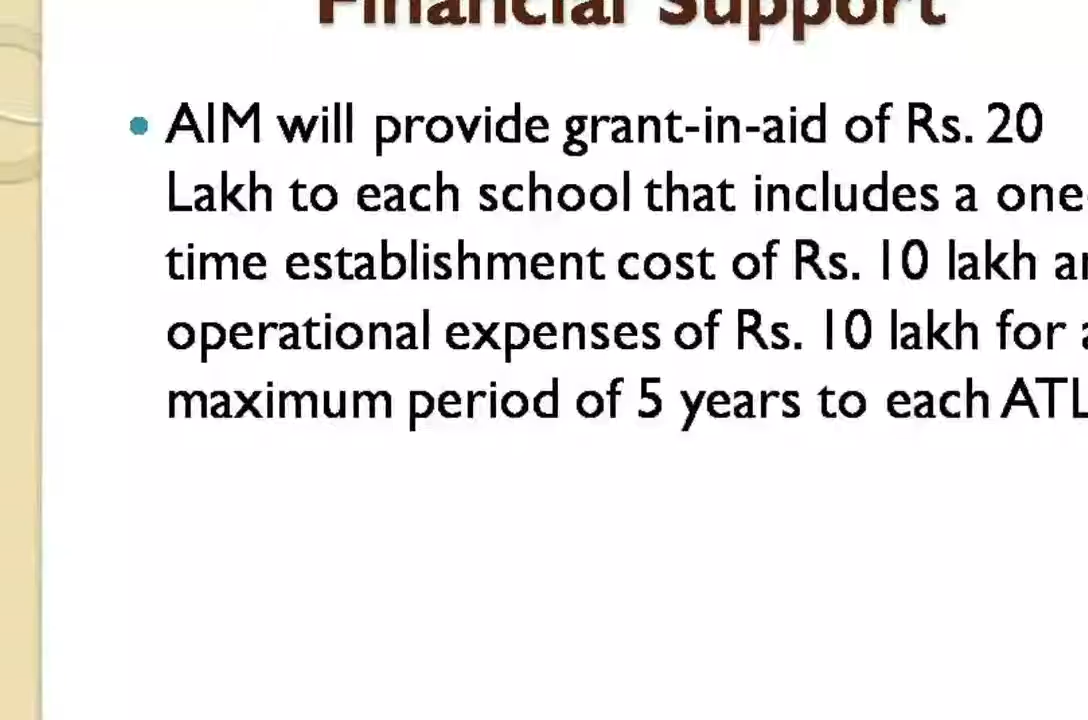 Financial Support
• AIM will provide grant-in-aid of Rs. 20
Lakh to each school that includes a one-
time establishment cost of Rs. 10 lakh
operational expenses of Rs. 10 lakh for a
maximum period of 5 years to each ATL